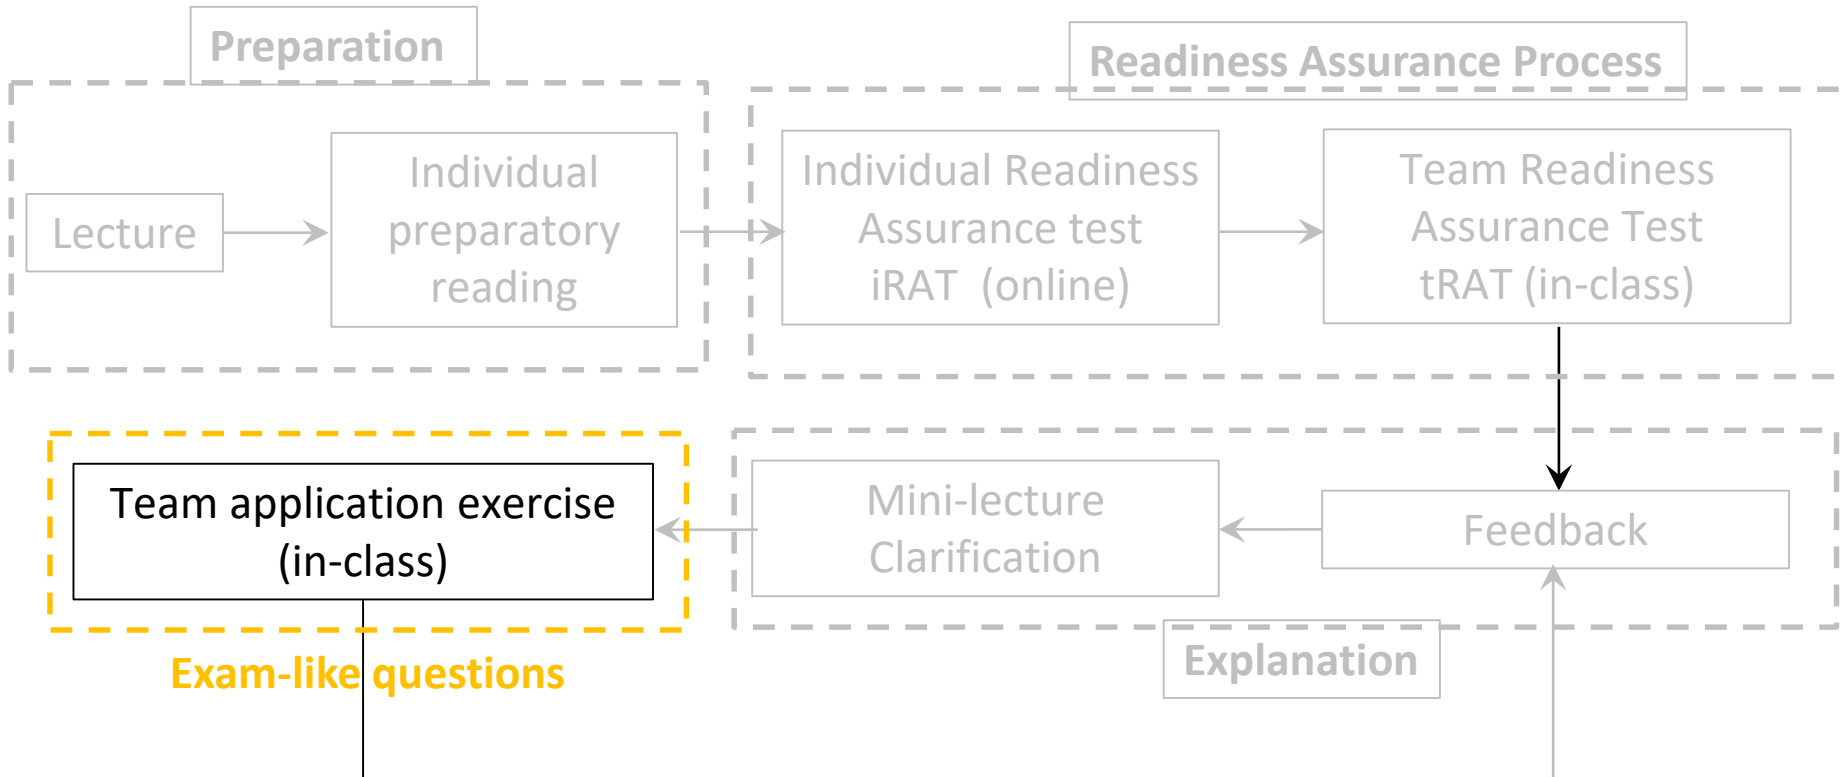 Preparation
Readiness Assurance Process
Lecture
Individual
preparatory
reading
Individual Readiness
Assurance test
iRAT (online)
Team Readiness
Assurance Test
tRAT (in-class)
Team application exercise
(in-class)
Mini-lecture
Clarification
Feedback
Exam-like questions
Explanation